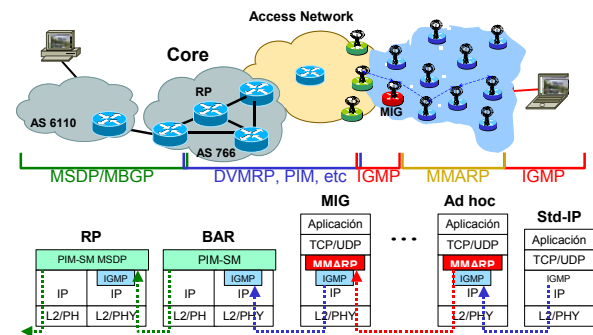 Access Network
Core
RP
MIG
AS 6110
AS 766
MSDP/MBGP
DVMRP, PIM, etc
IGMP
MMARP
IGMP
RP
BAR
MIG
Ad hoc
Std-IP
PIM-SM MSDP
IGMP
IP
IP
L2/PH
L2/PHY
PIM-SM
IGMP
IP
IP
L2/PHY
L2/PHY
Aplicación
TCP/UDP
MMARP
IGMP
IP
L2/PHY
...
Aplicación
TCP/UDP
MMARP
IGMP
IP
L2/PHY
Aplicación
TCP/UDP
IGMP
IP
L2/PHY